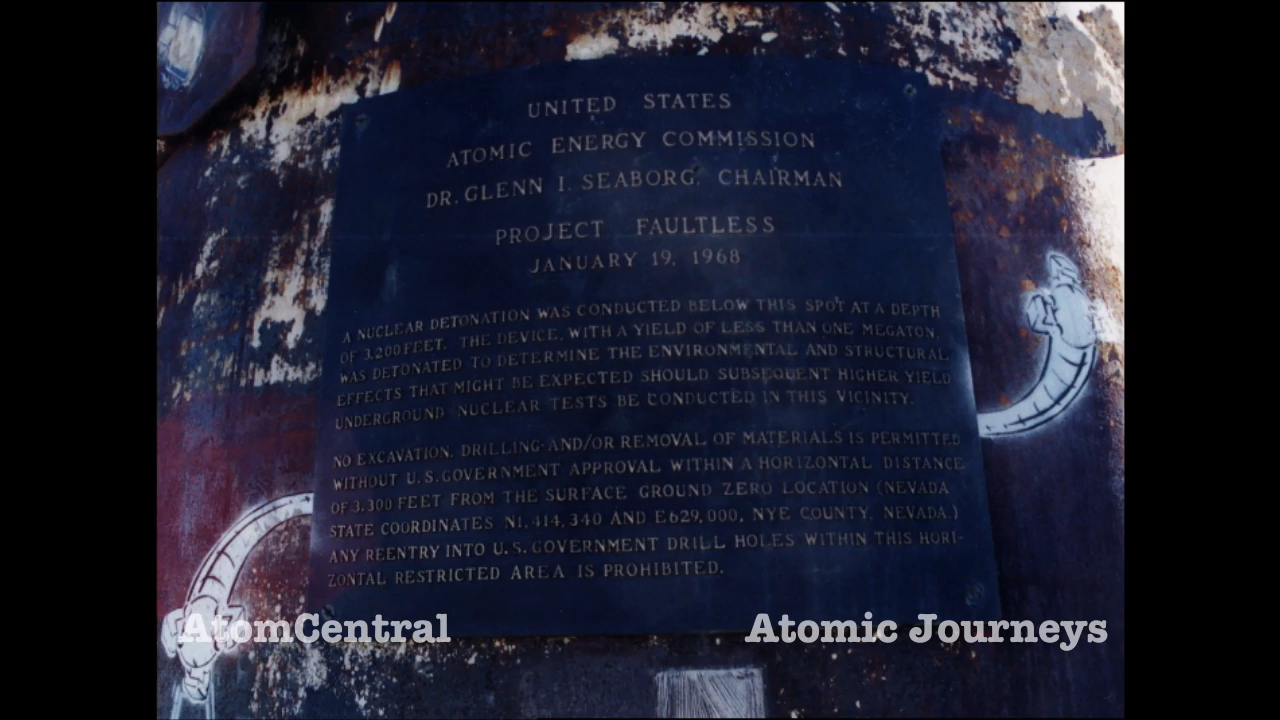 UNITED STATES
ATOMIC ENERGY COMMISSION
DR. GLENN I. SEABORG, CHAIRMAN
PROJECT FAULTLESS
JANUARY 19, 1968
A NUCLEAR DETONATION WAS CONDUCTED BELOW THIS SPOT AT A DEPTH
OF 3,200 FEET. THE DEVICE, WITH A YIELD OF LESS THAN ONE MEGATON,
WAS DETONATED TO DETERMINE THE ENVIRONMENTAL AND STRUCTURAL
EFFECTS THAT MIGHT BE EXPECTED SHOULD SUBSEQUENT HIGHER YIELD
UNDERGROUND NUCLEAR TESTS BE CONDUCTED IN THIS VICINITY.
NO EXCAVATION, DRILLING AND/OR REMOVAL OF MATERIALS IS PERMITTED
WITHOUT U.S. GOVERNMENT APPROVAL WITHIN A HORIZONTAL DISTANCE
OF 3,300 FEET FROM THE SURFACE GROUND ZERO LOCATION (NEVADA
STATE COORDINATES N1,414,340 AND E629,000, NYE COUNTY, NEVADA.)
ANY REENTRY INTO U.S. GOVERNMENT DRILL HOLES WITHIN THIS HORI-
ZONTAL RESTRICTED AREA IS PROHIBITED.
AtomCentral
Atomic Journeys